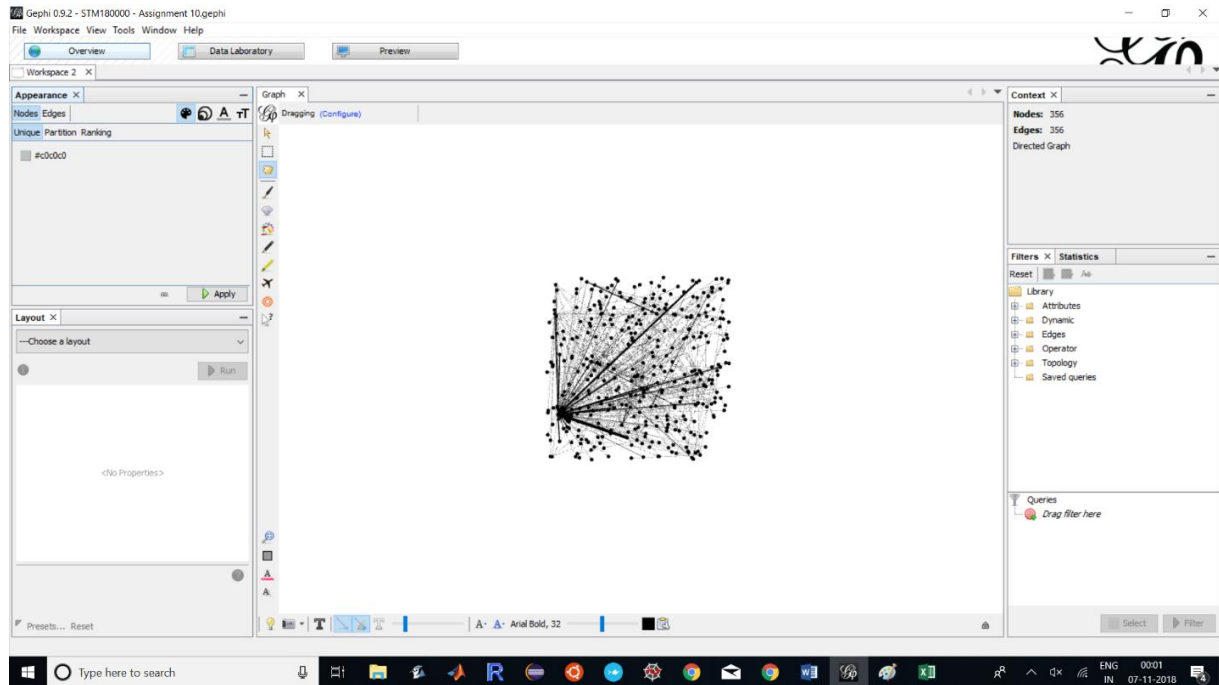 Gephi 0.9.2 - STM180000 - Assignment 10.gephi
File Workspace View Tools Window Help
Overview Data Laboratory Preview
Workspace 2
Appearance
Nodes Edges
Unique Partition Ranking
#c0c0c0
Apply
Layout
---Choose a layout
Run
<No Properties>
Presets... Reset
Graph
Dragging (Configure)
A- A- Arial Bold, 32
Context
Nodes: 356
Edges: 356
Directed Graph
Filters Statistics
Reset
Library
Attributes
Dynamic
Edges
Operator
Topology
Saved queries
Queries
Drag filter here
Select Filter
Type here to search
ENG 00:01
IN 07-11-2018